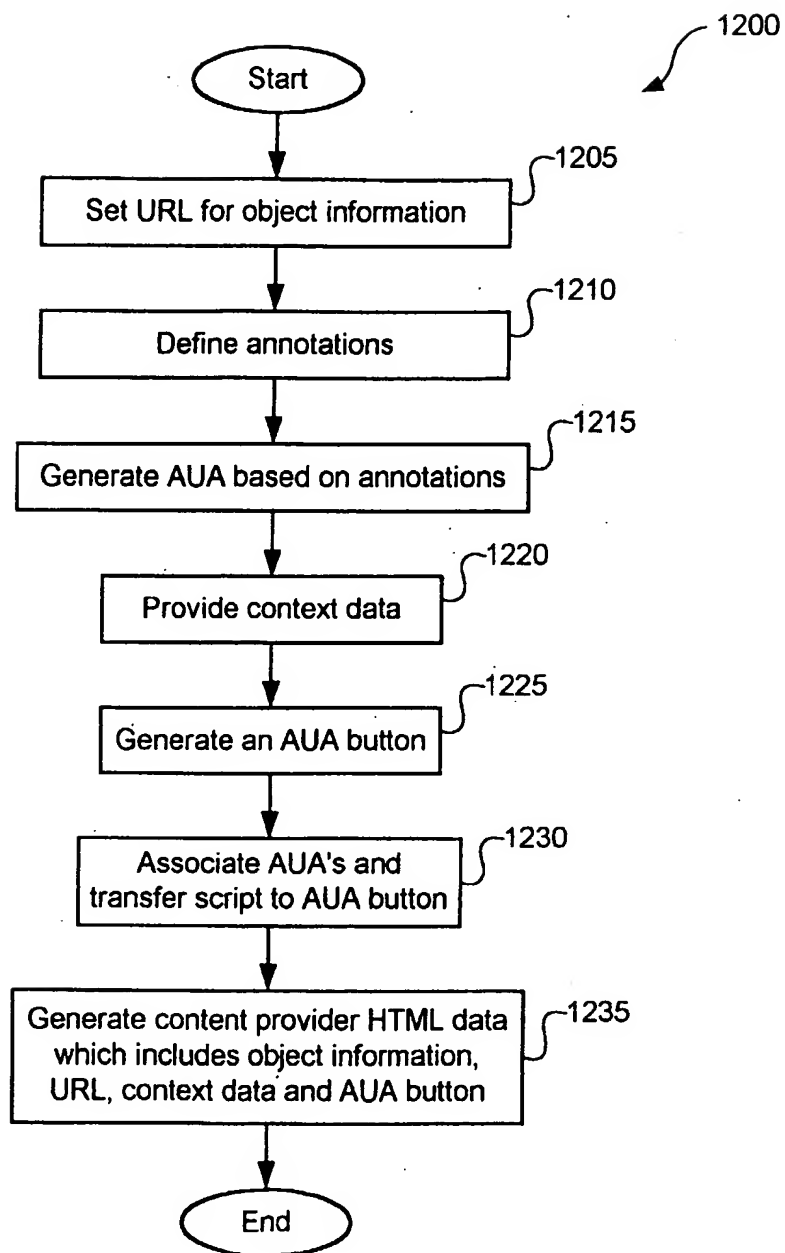 1200
Start
1205
Set URL for object information
1210
Define annotations
1215
Generate AUA based on annotations
1220
Provide context data
1225
Generate an AUA button
1230
Associate AUA's and
transfer script to AUA button
1235
Generate content provider HTML data
which includes object information,
URL, context data and AUA button
End